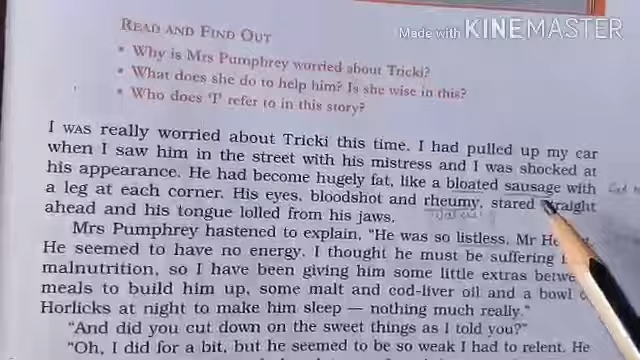 Made with KINEMASTER
READ AND FIND OUT
• Why is Mrs Pumphrey worried about Tricki?
• What does she do to help him? Is she wise in this?
• Who does 'I' refer to in this story?
I was really worried about Tricki this time. I had pulled up my car
when I saw him in the street with his mistress and I was shocked at
his appearance. He had become hugely fat, like a bloated sausage with
a leg at each corner. His eyes, bloodshot and rheumy, stared straight
ahead and his tongue lolled from his jaws.
Mrs Pumphrey hastened to explain, "He was so listless, Mr
He seemed to have no energy. I thought he must be suffering
malnutrition, so I have been giving him some little extras
meals to build him up, some malt and cod-liver oil and a bowl
Horlicks at night to make him sleep — nothing much really."
"And did you cut down on the sweet things as I told you?"
"Oh, I did for a bit, but he seemed to be so weak I had to relent. He